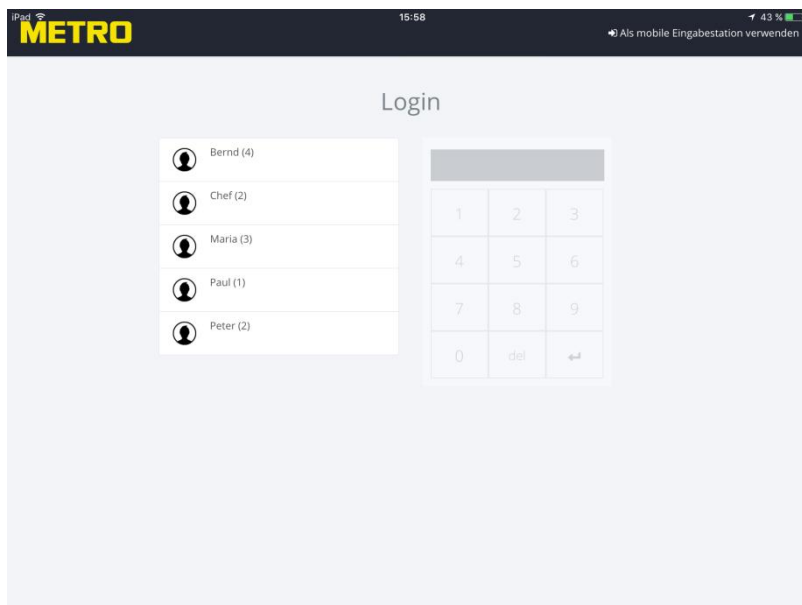 iPad 15:58 43 %
METRO
Als mobile Eingabestation verwenden
Login
Bernd (4)
Chef (2)
Maria (3)
Paul (1)
Peter (2)
1 2 3
4 5 6
7 8 9
0 del